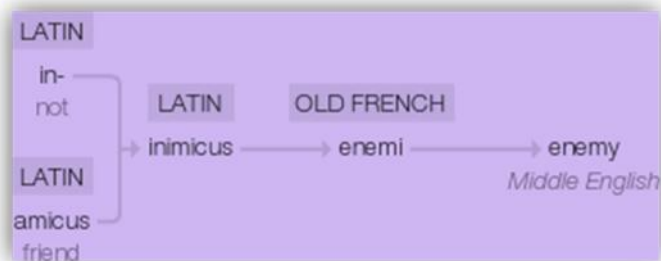 LATIN
in-
not
LATIN
OLD FRENCH
inimicus
enemi
enemy
Middle English
LATIN
amicus
friend